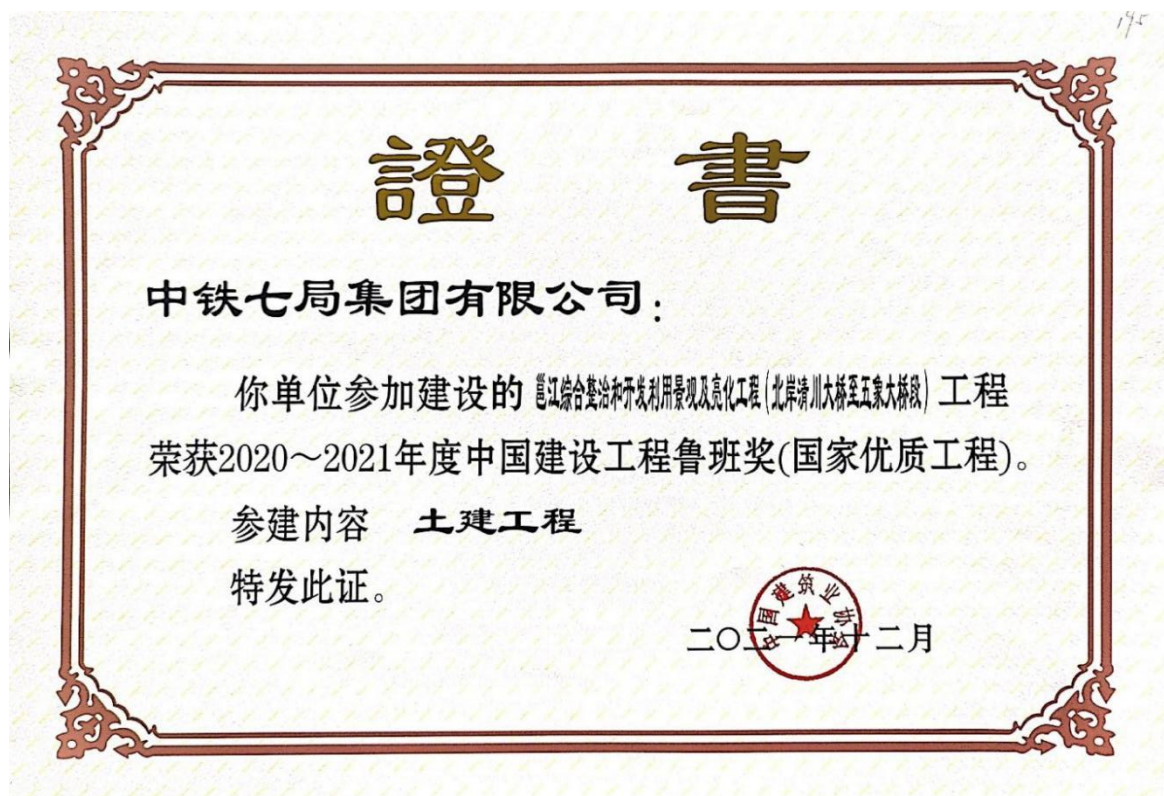 195
證 書
中铁七局集团有限公司：
你单位参加建设的 邕江综合整治和开发利用景观及亮化工程(北岸清川大桥至五象大桥段) 工程
荣获2020～2021年度中国建设工程鲁班奖(国家优质工程)。
参建内容 土建工程
特发此证。
中国建筑业协会
二〇二一年十二月